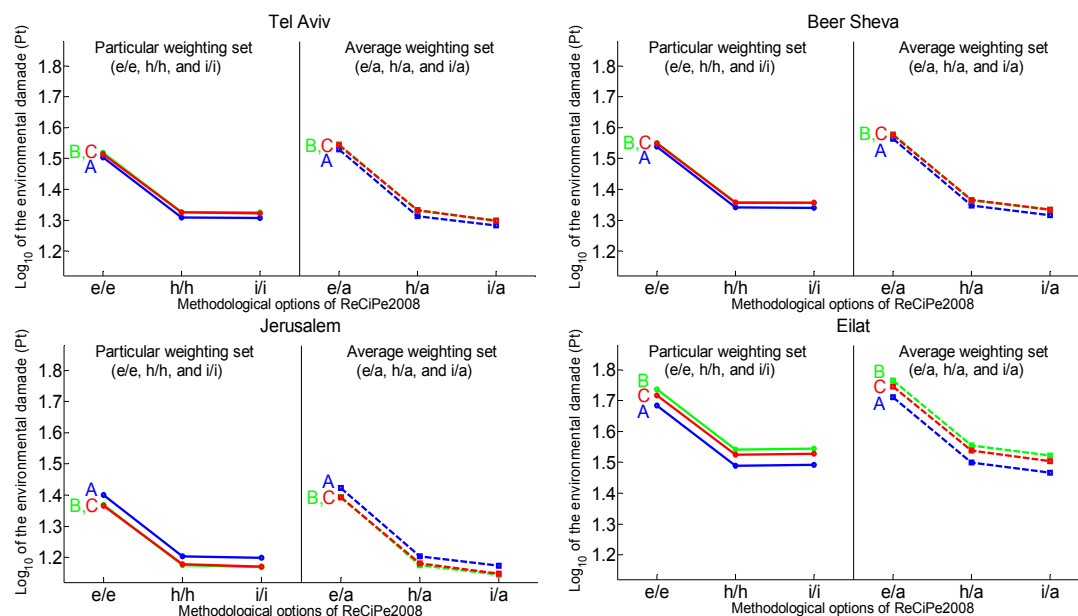 Tel Aviv
Log10 of the environmental damade (Pt)
Particular weighting set
(e/e, h/h, and i/i)
Average weighting set
(e/a, h/a, and i/a)
1.8
1.7
1.6
1.5
1.4
1.3
1.2
B,C
A
B,C
A
e/e h/h i/i e/a h/a i/a
Methodological options of ReCiPe2008
Beer Sheva
Log10 of the environmental damade (Pt)
Particular weighting set
(e/e, h/h, and i/i)
Average weighting set
(e/a, h/a, and i/a)
1.8
1.7
1.6
1.5
1.4
1.3
1.2
B,C
A
B,C
A
e/e h/h i/i e/a h/a i/a
Methodological options of ReCiPe2008
Jerusalem
Log10 of the environmental damade (Pt)
Particular weighting set
(e/e, h/h, and i/i)
Average weighting set
(e/a, h/a, and i/a)
1.8
1.7
1.6
1.5
1.4
1.3
1.2
A
B,C
A
B,C
e/e h/h i/i e/a h/a i/a
Methodological options of ReCiPe2008
Eilat
Log10 of the environmental damade (Pt)
Particular weighting set
(e/e, h/h, and i/i)
Average weighting set
(e/a, h/a, and i/a)
1.8
1.7
1.6
1.5
1.4
1.3
1.2
B
C
A
B
C
A
e/e h/h i/i e/a h/a i/a
Methodological options of ReCiPe2008